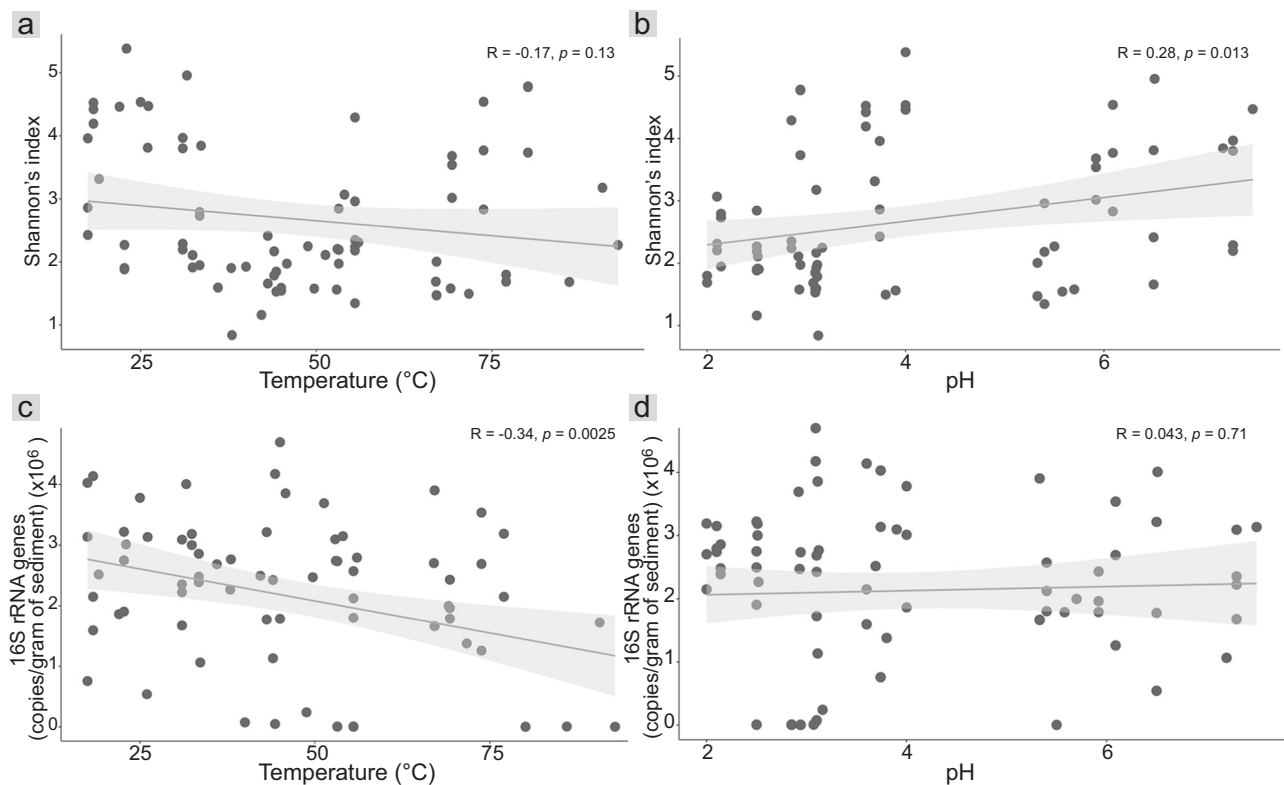 a
R = -0.17, p = 0.13
Shannon's index
5
4
3
2
1
25
50
75
Temperature (°C)
b
R = 0.28, p = 0.013
Shannon's index
5
4
3
2
1
2
4
6
pH
c
R = -0.34, p = 0.0025
16S rRNA genes
(copies/gram of sediment) (x10⁶)
4
3
2
1
0
25
50
75
Temperature (°C)
d
R = 0.043, p = 0.71
16S rRNA genes
(copies/gram of sediment) (x10⁶)
4
3
2
1
0
2
4
6
pH